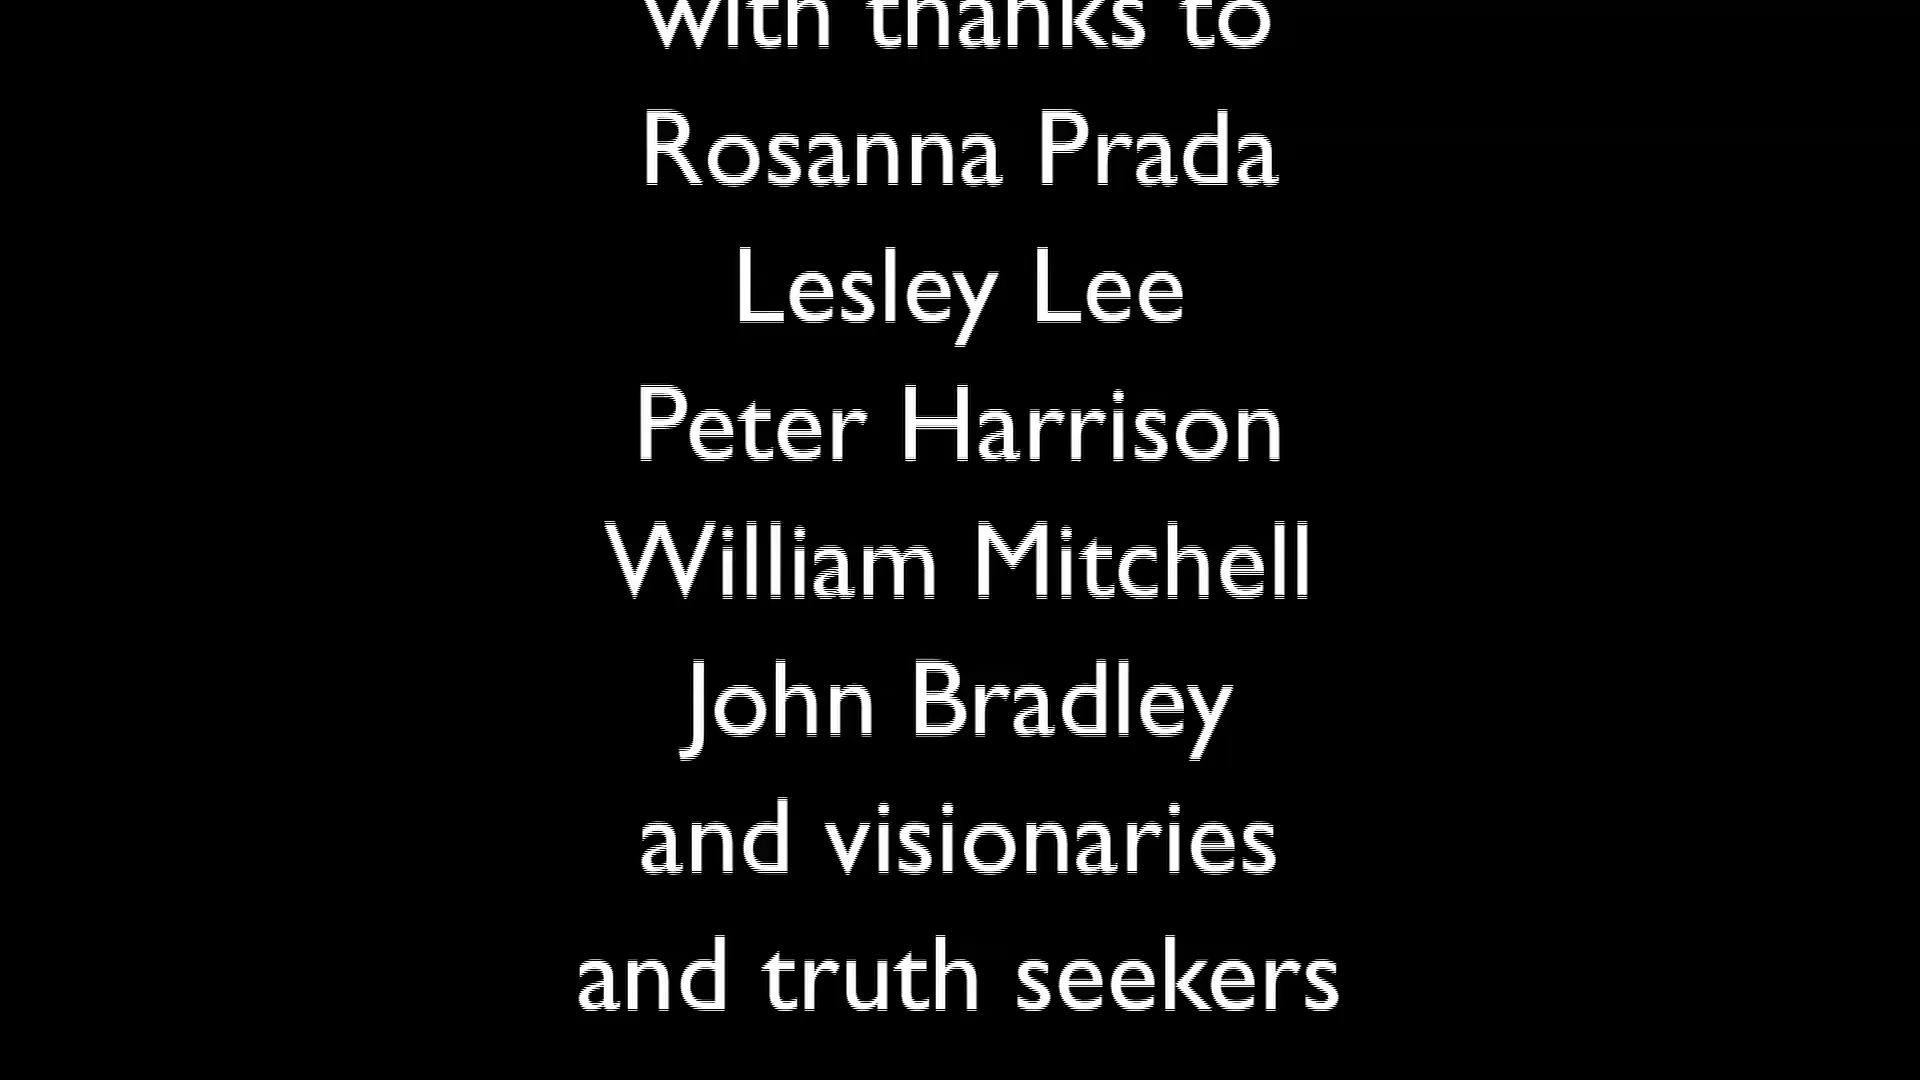 with thanks to
Rosanna Prada
Lesley Lee
Peter Harrison
William Mitchell
John Bradley
and visionaries
and truth seekers